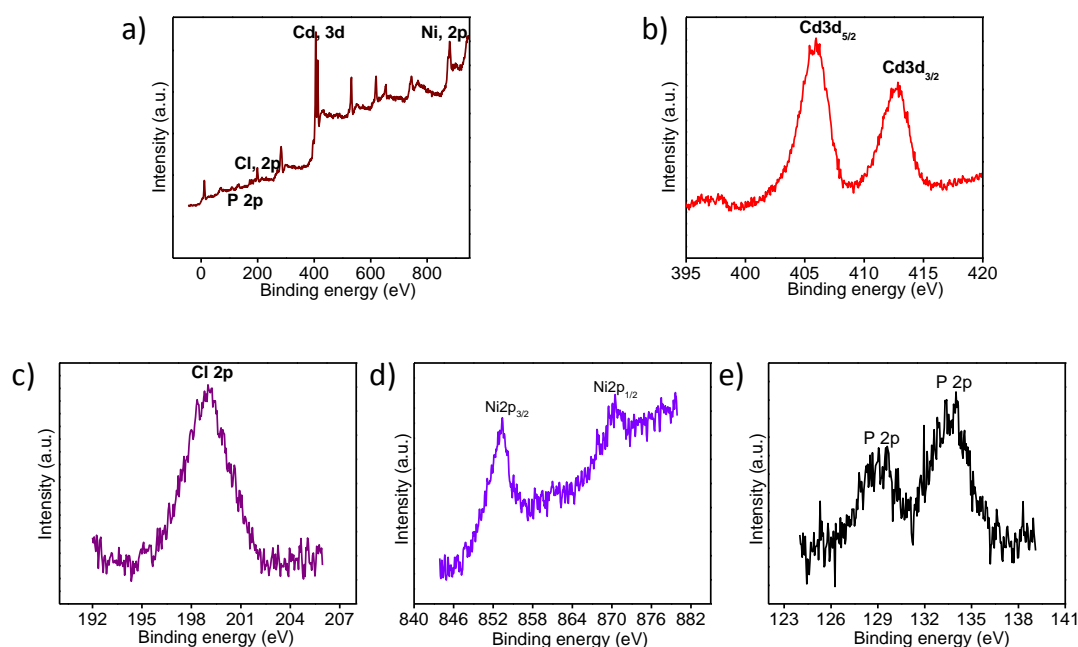 a)
Cd, 3d
Ni, 2p
Cl, 2p
P 2p
Intensity (a.u.)
0 200 400 600 800
Binding energy (eV)
b)
Cd3d5/2
Cd3d3/2
Intensity (a.u.)
395 400 405 410 415 420
Binding energy (eV)
c)
Cl 2p
Intensity (a.u.)
192 195 198 201 204 207
Binding energy (eV)
d)
Ni2p3/2
Ni2p1/2
Intensity (a.u.)
840 846 852 858 864 870 876 882
Binding energy (eV)
e)
P 2p
P 2p
Intensity (a.u.)
123 126 129 132 135 138 141
Binding energy (eV)